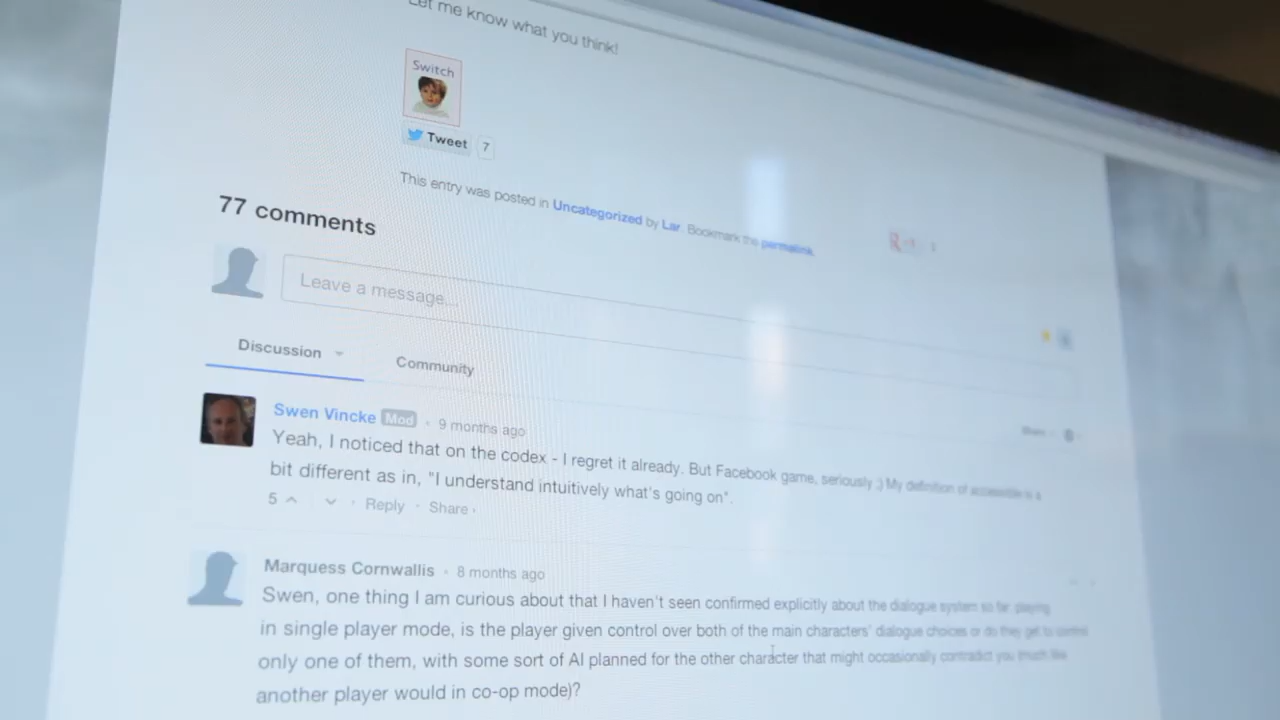 Let me know what you think!
Switch
Tweet 7
This entry was posted in Uncategorized by Lar. Bookmark the permalink.
77 comments
Leave a message...
Discussion
Community
Swen Vincke Mod · 9 months ago
Yeah, I noticed that on the codex - I regret it already. But Facebook game, seriously ;) My definition of accessible is a
bit different as in, "I understand intuitively what's going on".
5 Reply · Share ›
Marquess Cornwallis · 8 months ago
Swen, one thing I am curious about that I haven't seen confirmed explicitly about the dialogue system so far: playing
in single player mode, is the player given control over both of the main characters' dialogue choices or do they get to control
only one of them, with some sort of AI planned for the other character that might occasionally contradict you (much like
another player would in co-op mode)?